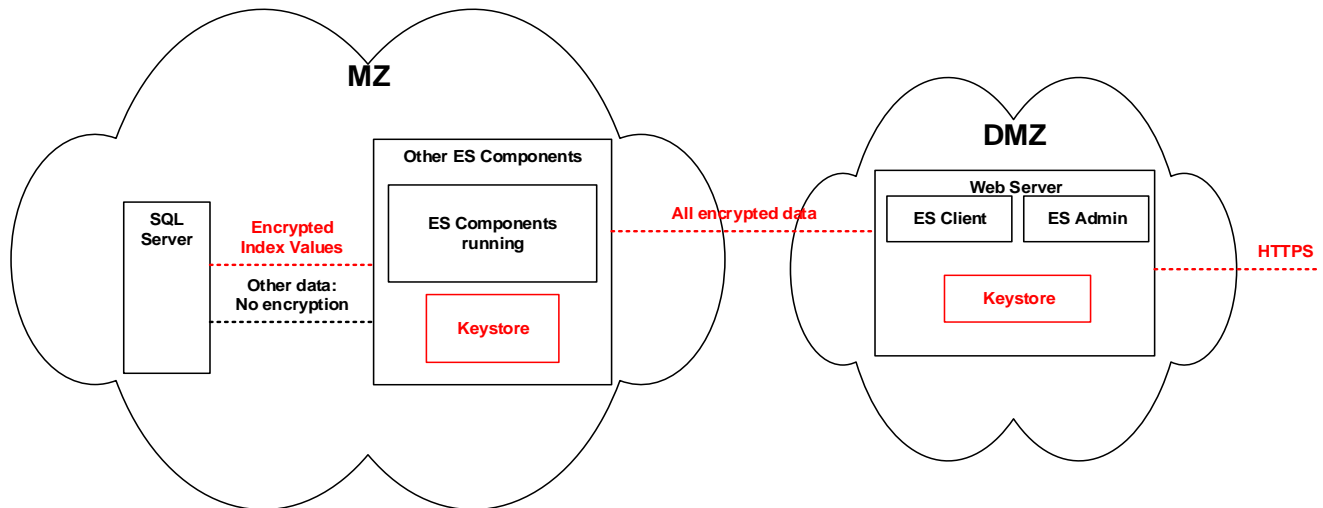 MZ
SQL
Server
Encrypted
Index Values
Other data:
No encryption
Other ES Components
ES Components
running
Keystore
All encrypted data
DMZ
Web Server
ES Client
ES Admin
Keystore
HTTPS